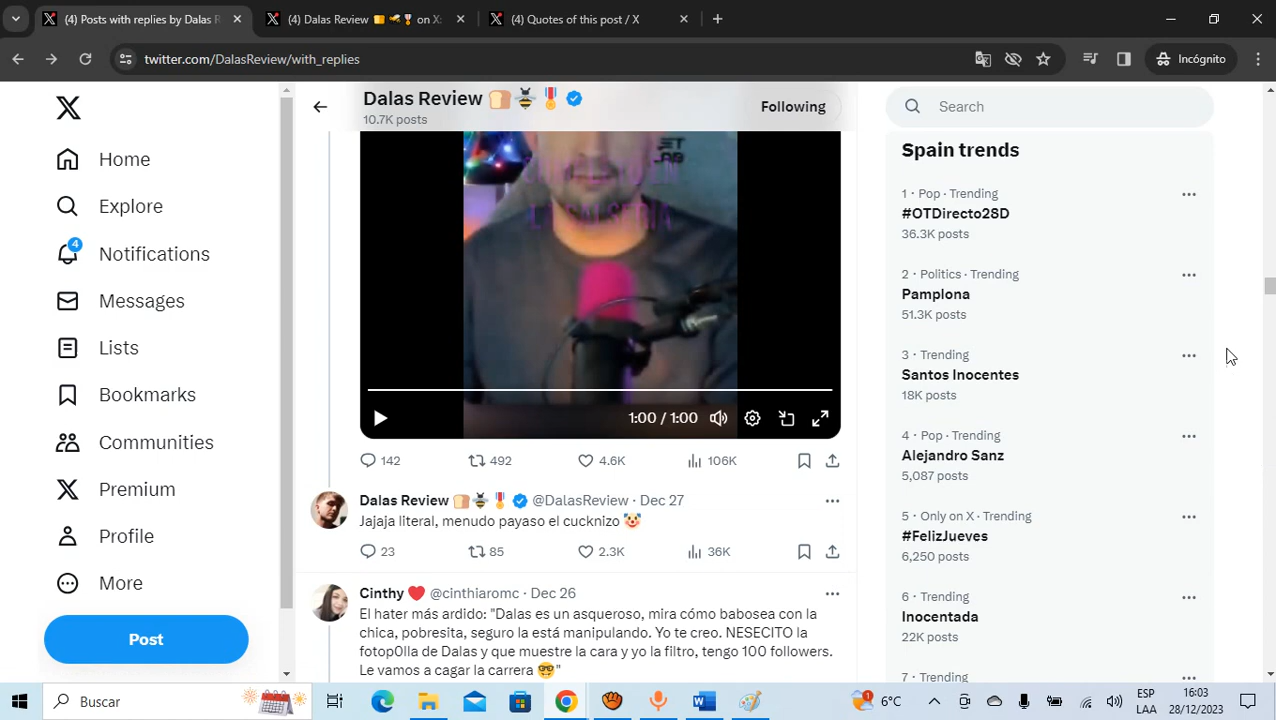 (4) Posts with replies by Dalas R
(4) Dalas Review
on X:
(4) Quotes of this post / X
twitter.com/DalasReview/with_replies
Incógnito
Home
Explore
4
Notifications
Messages
Lists
Bookmarks
Communities
Premium
Profile
More
Post
Dalas Review
10.7K posts
Following
1:00 / 1:00
142
492
4.6K
106K
Dalas Review @DalasReview · Dec 27
Jajaja literal, menudo payaso el cucknizo 🤡
23
85
2.3K
36K
Cinthy ❤️ @cinthiaromc · Dec 26
El hater más ardido: "Dalas es un asqueroso, mira cómo babosea con la
chica, pobresita, seguro la está manipulando. Yo te creo. NESECITO la
fotop0lla de Dalas y que muestre la cara y yo la filtro, tengo 100 followers.
Le vamos a cagar la carrera 🤓"
Search
Spain trends
1 · Pop · Trending
#OTDirecto28D
36.3K posts
2 · Politics · Trending
Pamplona
51.3K posts
3 · Trending
Santos Inocentes
18K posts
4 · Pop · Trending
Alejandro Sanz
5,087 posts
5 · Only on X · Trending
#FelizJueves
6,250 posts
6 · Trending
Inocentada
22K posts
7 · Trending
Buscar
6°C
ESP
LAA
16:03
28/12/2023